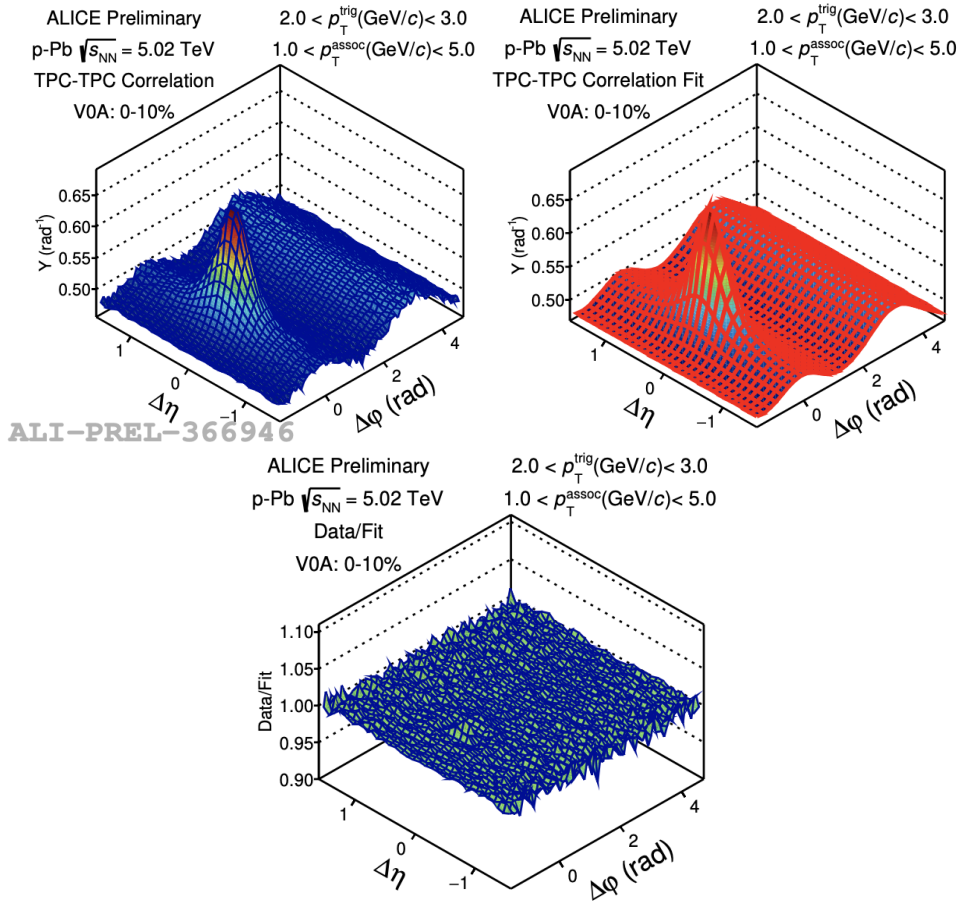 ALICE Preliminary
2.0 < p_T^trig(GeV/c)< 3.0
p-Pb √s_NN = 5.02 TeV
1.0 < p_T^assoc(GeV/c)< 5.0
TPC-TPC Correlation
V0A: 0-10%
0.65
0.60
0.55
0.50
Y (rad⁻¹)
1
0
−1
Δη
0
2
4
Δφ (rad)
ALICE Preliminary
2.0 < p_T^trig(GeV/c)< 3.0
p-Pb √s_NN = 5.02 TeV
1.0 < p_T^assoc(GeV/c)< 5.0
TPC-TPC Correlation Fit
V0A: 0-10%
0.65
0.60
0.55
0.50
Y (rad⁻¹)
1
0
−1
Δη
0
2
4
Δφ (rad)
ALI−PREL−366946
ALICE Preliminary
2.0 < p_T^trig(GeV/c)< 3.0
p-Pb √s_NN = 5.02 TeV
1.0 < p_T^assoc(GeV/c)< 5.0
Data/Fit
V0A: 0-10%
1.10
1.05
1.00
0.95
0.90
Data/Fit
1
0
−1
Δη
0
2
4
Δφ (rad)